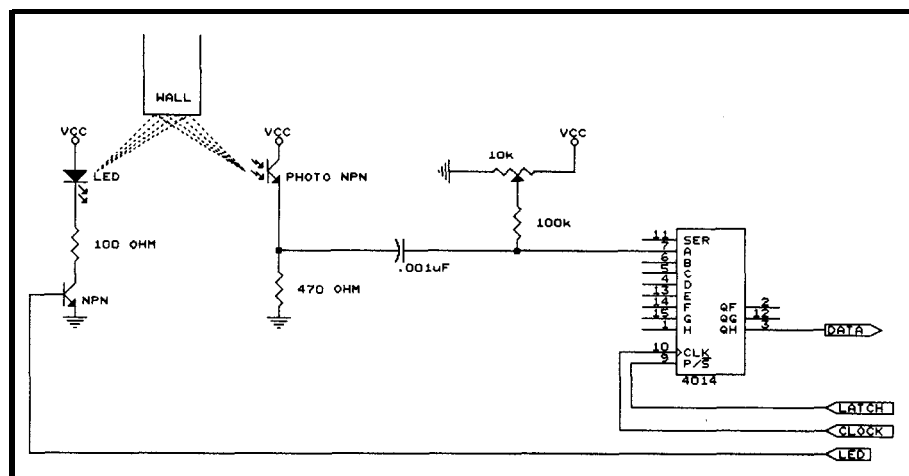 WALL
VCC
VCC
VCC
LED
PHOTO NPN
10k
100k
100 OHM
.001uF
470 OHM
NPN
11 SER
7 A
6 B
5 C
4 D
13 E
14 F QF 2
15 G QG 12
1 H QH 3
DATA
10 CLK
9 P/S
4014
LATCH
CLOCK
LED